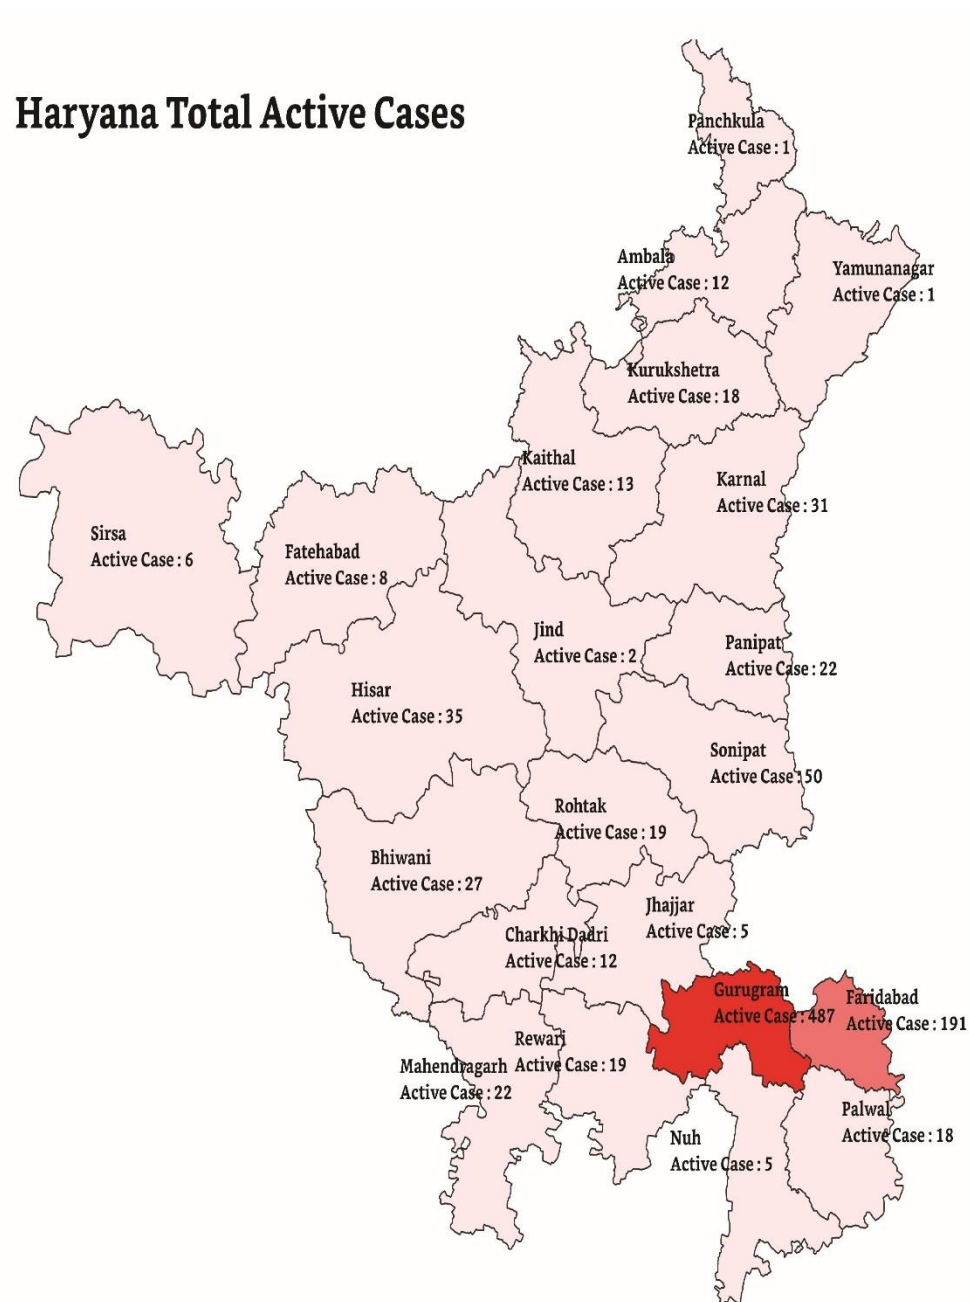 Haryana Total Active Cases
Panchkula
Active Case : 1
Ambala
Active Case : 12
Yamunanagar
Active Case : 1
Kurukshetra
Active Case : 18
Kaithal
Active Case : 13
Karnal
Active Case : 31
Sirsa
Active Case : 6
Fatehabad
Active Case : 8
Jind
Active Case : 2
Panipat
Active Case : 22
Hisar
Active Case : 35
Sonipat
Active Case : 50
Rohtak
Active Case : 19
Bhiwani
Active Case : 27
Jhajjar
Active Case : 5
Charkhi Dadri
Active Case : 12
Gurugram
Active Case : 487
Faridabad
Active Case : 191
Rewari
Active Case : 19
Mahendragarh
Active Case : 22
Palwal
Active Case : 18
Nuh
Active Case : 5